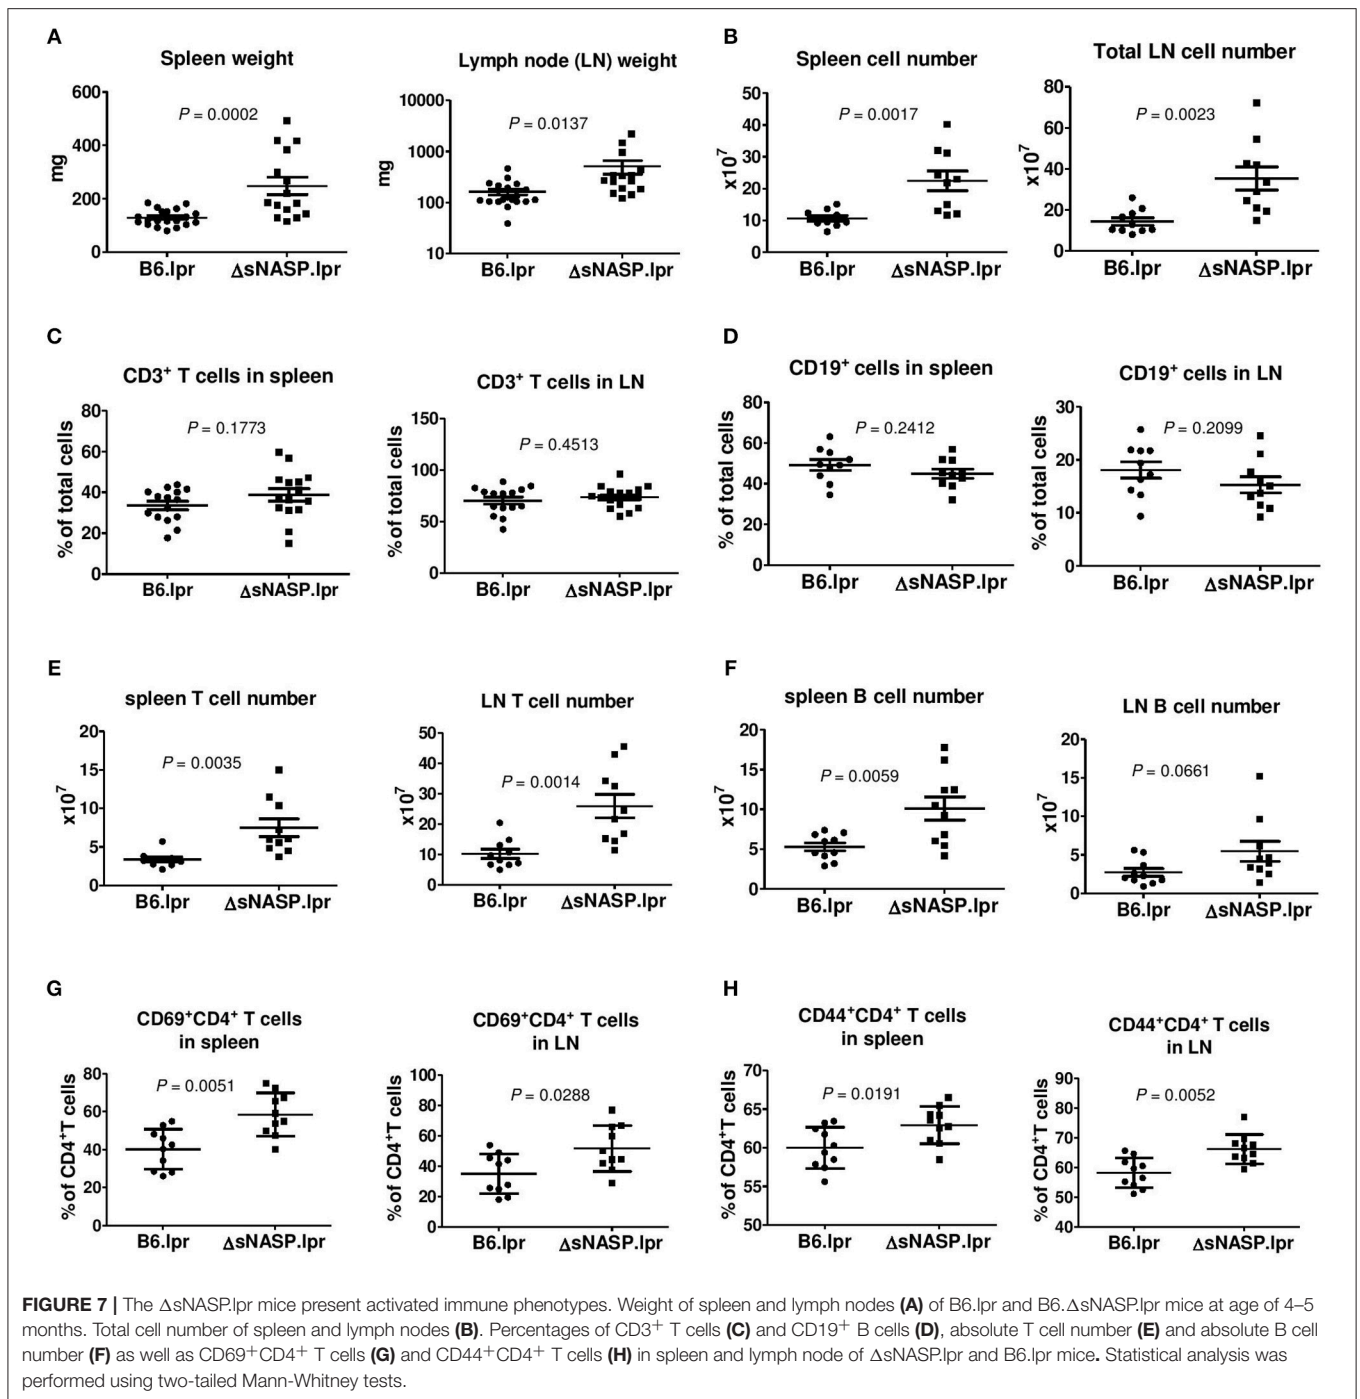 A
B
Spleen weight
Lymph node (LN) weight
Spleen cell number
Total LN cell number
mg
600
400
200
0
P = 0.0002
B6.lpr
ΔsNASP.lpr
mg
10000
1000
100
10
P = 0.0137
B6.lpr
ΔsNASP.lpr
x10⁷
50
40
30
20
10
0
P = 0.0017
B6.lpr
ΔsNASP.lpr
x10⁷
80
60
40
20
0
P = 0.0023
B6.lpr
ΔsNASP.lpr
C
D
CD3⁺ T cells in spleen
CD3⁺ T cells in LN
CD19⁺ cells in spleen
CD19⁺ cells in LN
% of total cells
80
60
40
20
0
P = 0.1773
B6.lpr
ΔsNASP.lpr
% of total cells
150
100
50
0
P = 0.4513
B6.lpr
ΔsNASP.lpr
% of total cells
80
60
40
20
0
P = 0.2412
B6.lpr
ΔsNASP.lpr
% of total cells
30
20
10
0
P = 0.2099
B6.lpr
ΔsNASP.lpr
E
F
spleen T cell number
LN T cell number
spleen B cell number
LN B cell number
x10⁷
20
15
10
5
0
P = 0.0035
B6.lpr
ΔsNASP.lpr
x10⁷
50
40
30
20
10
0
P = 0.0014
B6.lpr
ΔsNASP.lpr
x10⁷
20
15
10
5
0
P = 0.0059
B6.lpr
ΔsNASP.lpr
x10⁷
20
15
10
5
0
P = 0.0661
B6.lpr
ΔsNASP.lpr
G
H
CD69⁺CD4⁺ T cells
in spleen
CD69⁺CD4⁺ T cells
in LN
CD44⁺CD4⁺ T cells
in spleen
CD44⁺CD4⁺ T cells
in LN
% of CD4⁺T cells
80
60
40
20
0
P = 0.0051
B6.lpr
ΔsNASP.lpr
% of CD4⁺T cells
100
80
60
40
20
0
P = 0.0288
B6.lpr
ΔsNASP.lpr
% of CD4⁺T cells
70
65
60
55
50
P = 0.0191
B6.lpr
ΔsNASP.lpr
% of CD4⁺T cells
90
80
70
60
50
40
P = 0.0052
B6.lpr
ΔsNASP.lpr
FIGURE 7 | The ΔsNASP.lpr mice present activated immune phenotypes. Weight of spleen and lymph nodes (A) of B6.lpr and B6.ΔsNASP.lpr mice at age of 4–5
months. Total cell number of spleen and lymph nodes (B). Percentages of CD3⁺ T cells (C) and CD19⁺ B cells (D), absolute T cell number (E) and absolute B cell
number (F) as well as CD69⁺CD4⁺ T cells (G) and CD44⁺CD4⁺ T cells (H) in spleen and lymph node of ΔsNASP.lpr and B6.lpr mice. Statistical analysis was
performed using two-tailed Mann-Whitney tests.